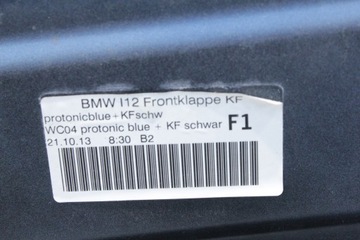 BMW I12 Frontklappe KF
protonicblue + KFschw
WC04 protonic blue + KF schwar F1
21.10.13 8:30 B2